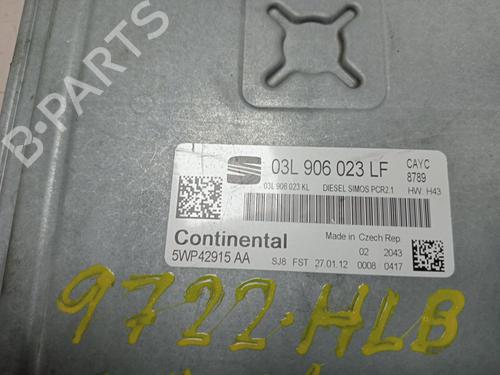 B-PARTS
03L 906 023 LF
CAYC
8789
03L 906 023 KL DIESEL SIMOS PCR2.1 HW: H43
Continental
Made in Czech Rep
02 2043
5WP42915 AA
SJ8 FST 27.01.12 0008 0417
9722·HLB